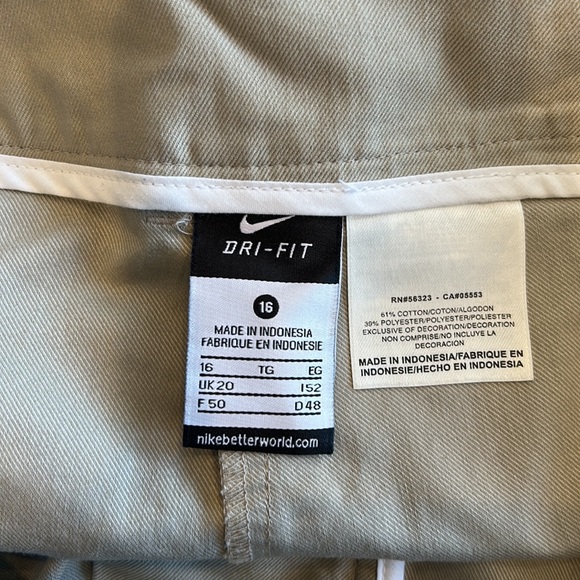 DRI-FIT
16
MADE IN INDONESIA
FABRIQUE EN INDONESIE
16 TG EG
UK20 I52
F50 D48
nikebetterworld.com
RN#56323 - CA#05553
61% COTTON/COTON/ALGODON
39% POLYESTER/POLYESTER/POLIESTER
EXCLUSIVE OF DECORATION/DECORATION
NON COMPRISE/NO INCLUYE LA
DECORACION
MADE IN INDONESIA/FABRIQUE EN
INDONESIE/HECHO EN INDONESIA